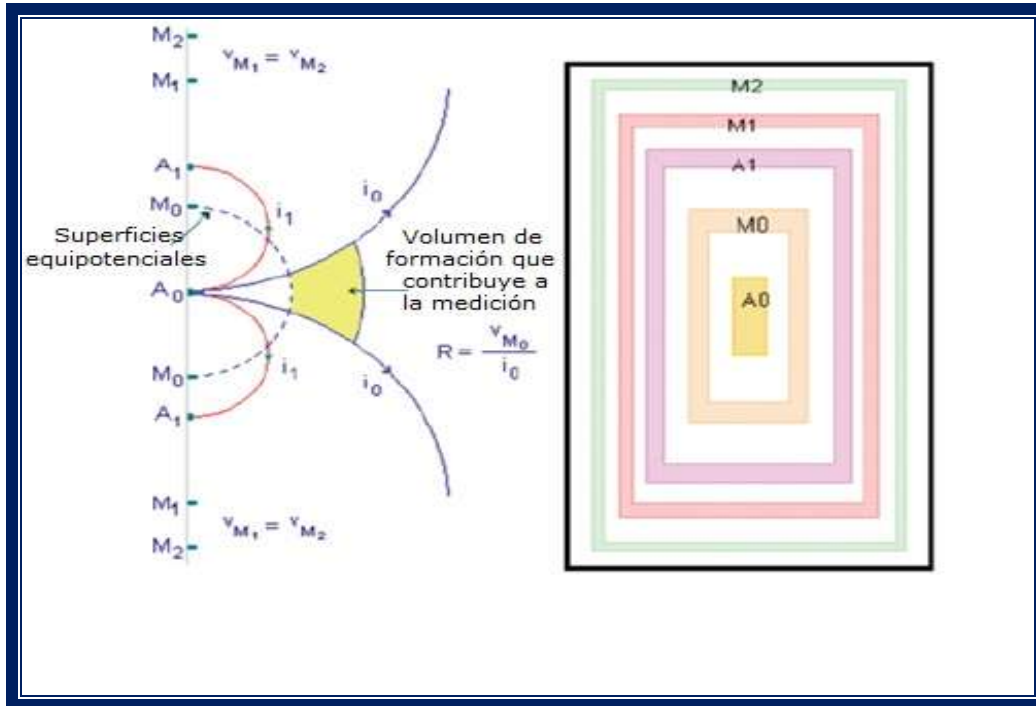 M2
vM1 = vM2
M1
A1
M0
Superficies
equipotenciales
A0
M0
A1
M1
M2
vM1 = vM2
i1
i1
i0
i0
Volumen de
formación que
contribuye a
la medición
R = vM0 / i0
M2
M1
A1
M0
A0